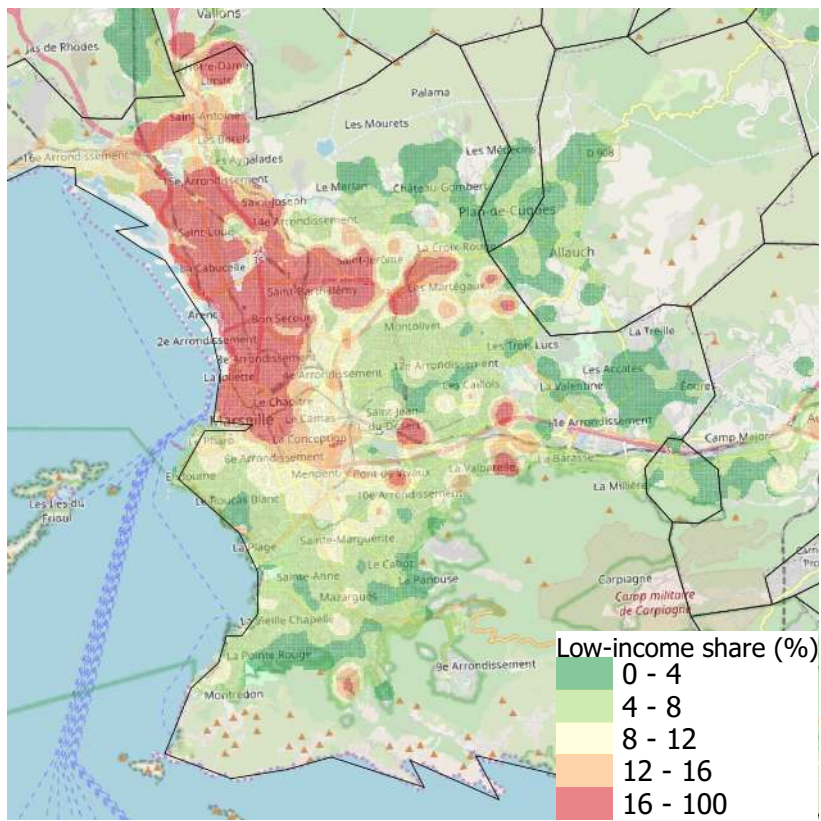 Vallons
Jas de Rhodes
Notre-Dame
Limite
Palama
Saint-Antoine
Les Mourets
Les Borels
Les Médecins
D 908
16e Arrondissement
Les Aygalades
Le Merlan
Château-Gombert
15e Arrondissement
Saint-Joseph
Plan-de-Cuques
14e Arrondissement
Saint-Louis
La Croix-Rouge
Allauch
Saint-Jérôme
La Cabucelle
Saint-Barthélemy
Les Martégaux
Arenc
Bon Secours
Montolivet
La Treille
2e Arrondissement
Les Trois Lucs
3e Arrondissement
12e Arrondissement
Les Accates
La Joliette
4e Arrondissement
Les Caillols
La Valentine
Éoures
Le Chapitre
Saint-Jean
du Désert
Marseille
Le Camas
11e Arrondissement
Le Pharo
La Conception
Camp Major
6e Arrondissement
La Barasse
Endoume
Menpenti
Pont-de-Vivaux
La Valbarelle
Les Îles du
Frioul
Le Roucas Blanc
10e Arrondissement
La Millière
La Plage
Sainte-Marguerite
Le Cabot
Sainte-Anne
La Panouse
Carpiagne
Mazargues
Camp militaire
de Carpiagne
La Vieille Chapelle
La Pointe Rouge
9e Arrondissement
Montredon
Low-income share (%)
0 - 4
4 - 8
8 - 12
12 - 16
16 - 100